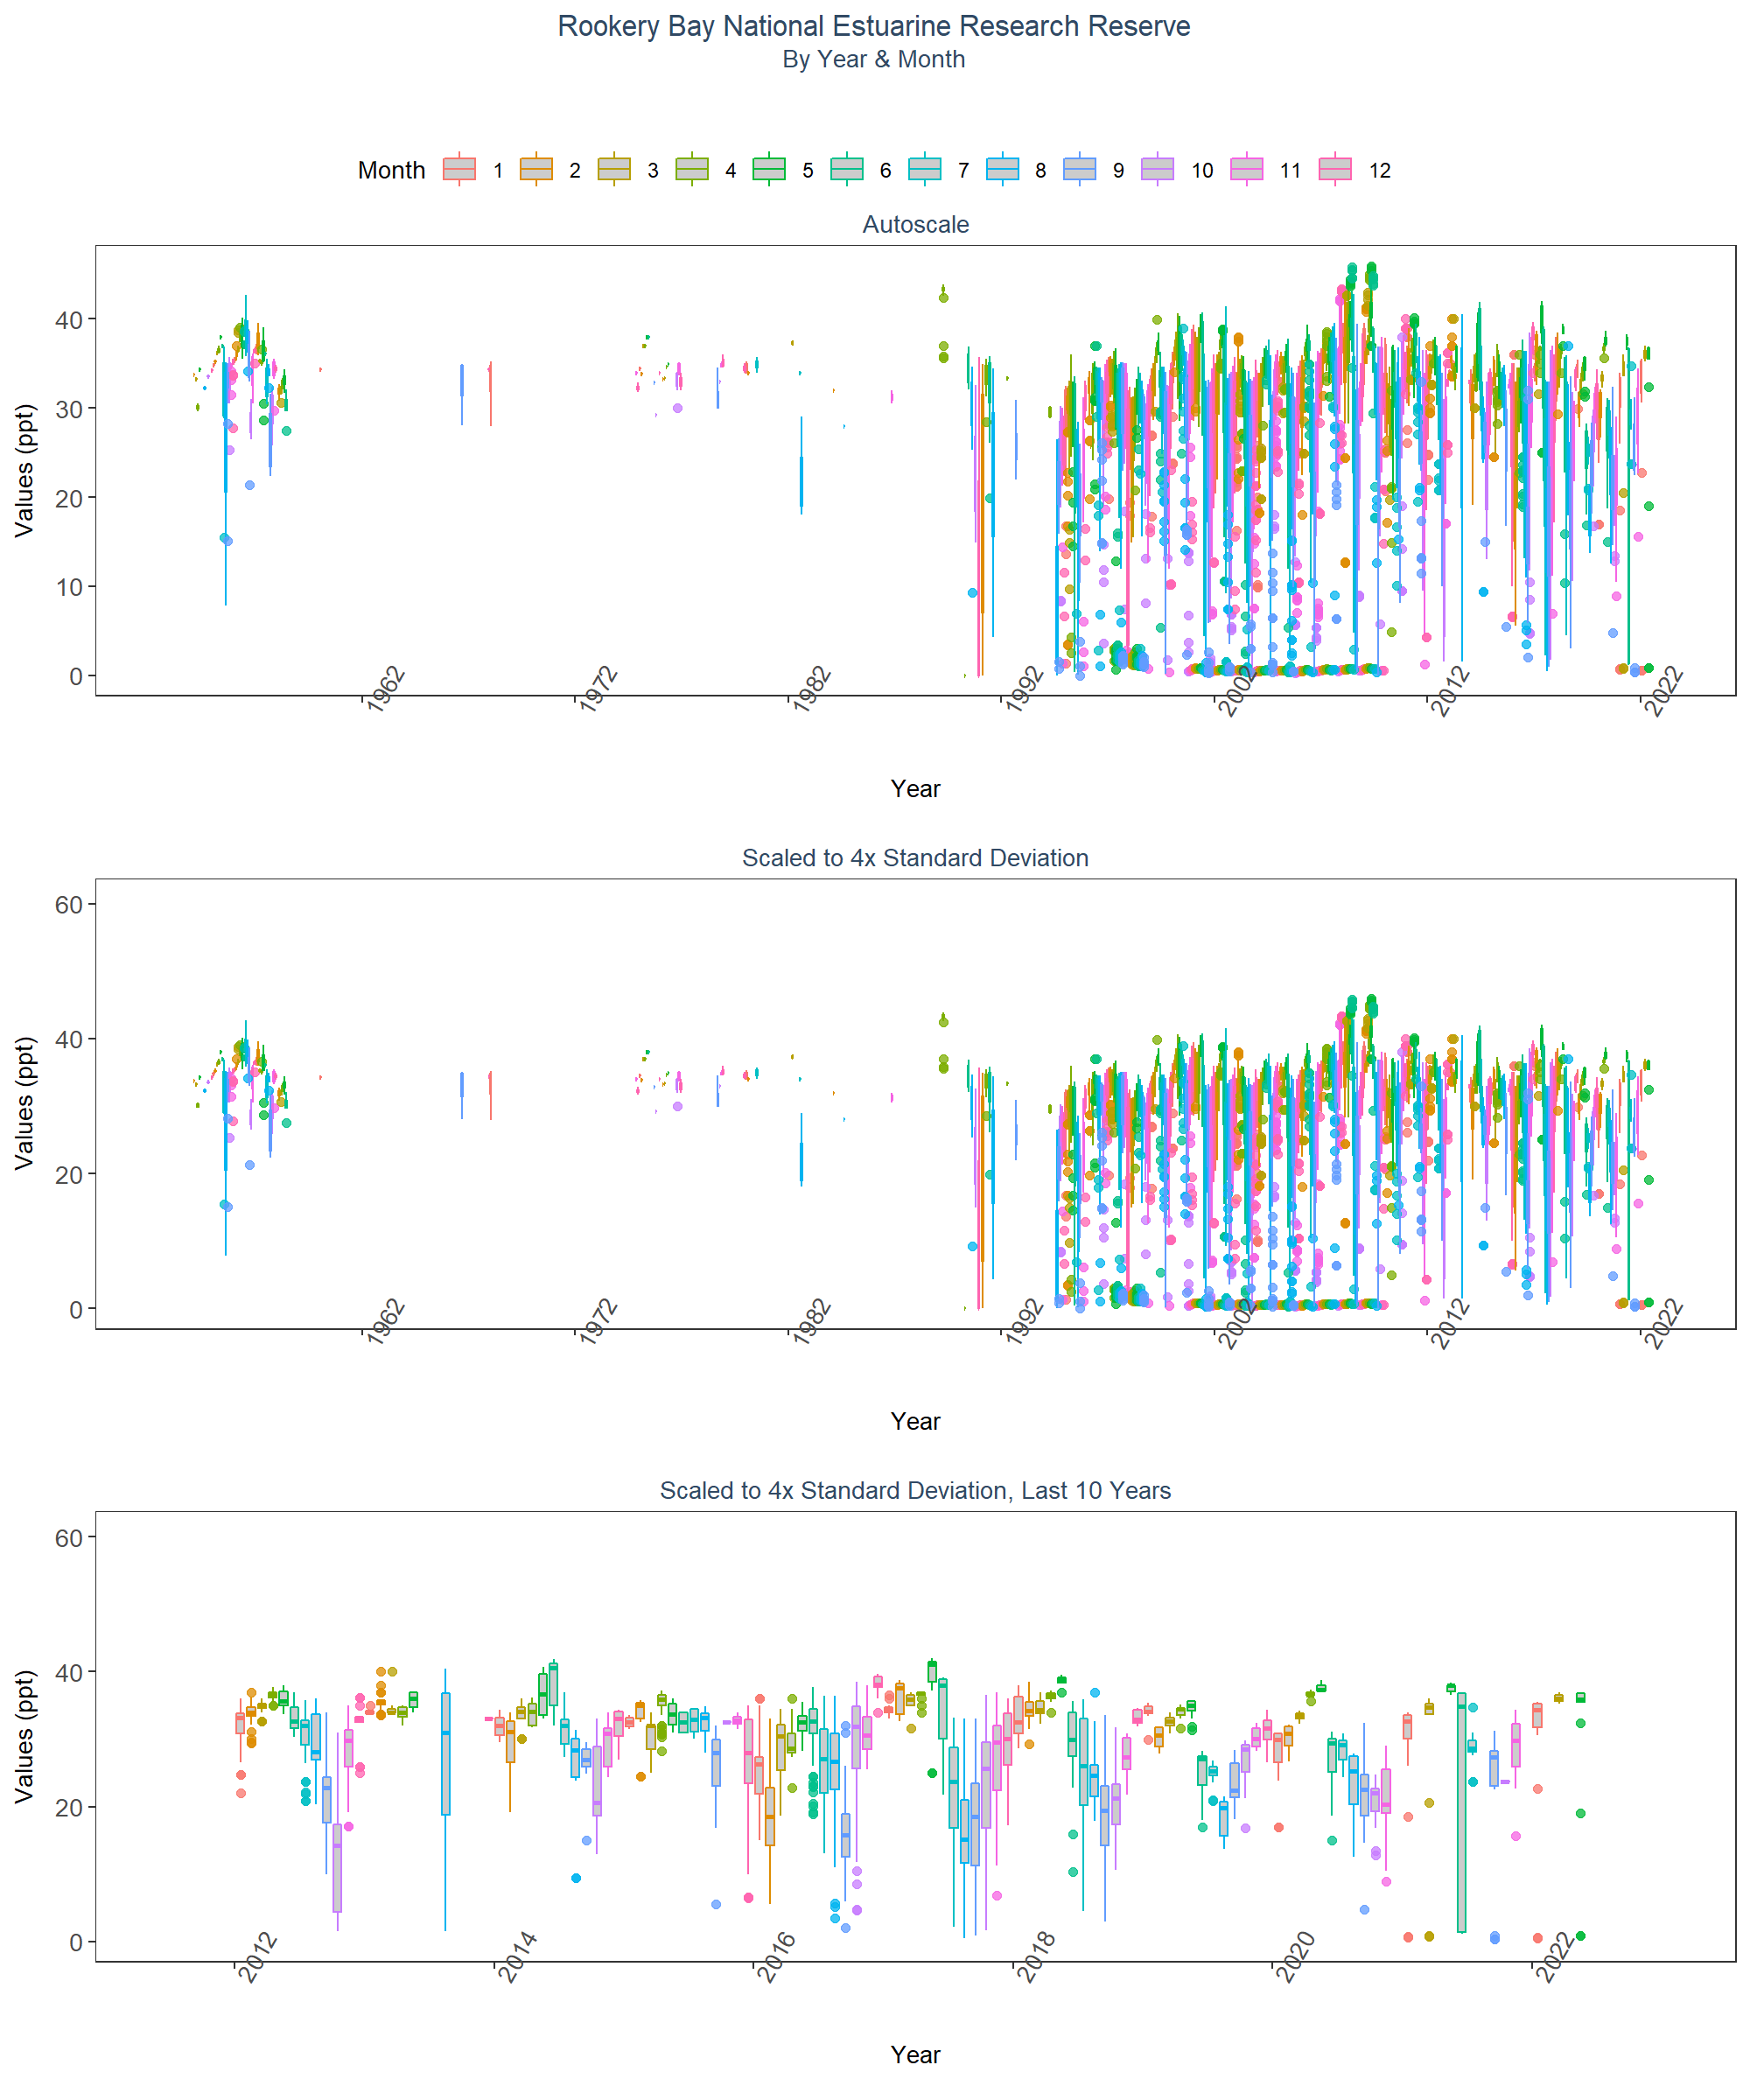 Rookery Bay National Estuarine Research Reserve
By Year & Month
Month 1 2 3 4 5 6 7 8 9 10 11 12
Autoscale
Values (ppt)
40
30
20
10
0
1962 1972 1982 1992 2002 2012 2022
Year
Scaled to 4x Standard Deviation
Values (ppt)
60
40
20
0
1962 1972 1982 1992 2002 2012 2022
Year
Scaled to 4x Standard Deviation, Last 10 Years
Values (ppt)
60
40
20
0
2012 2014 2016 2018 2020 2022
Year